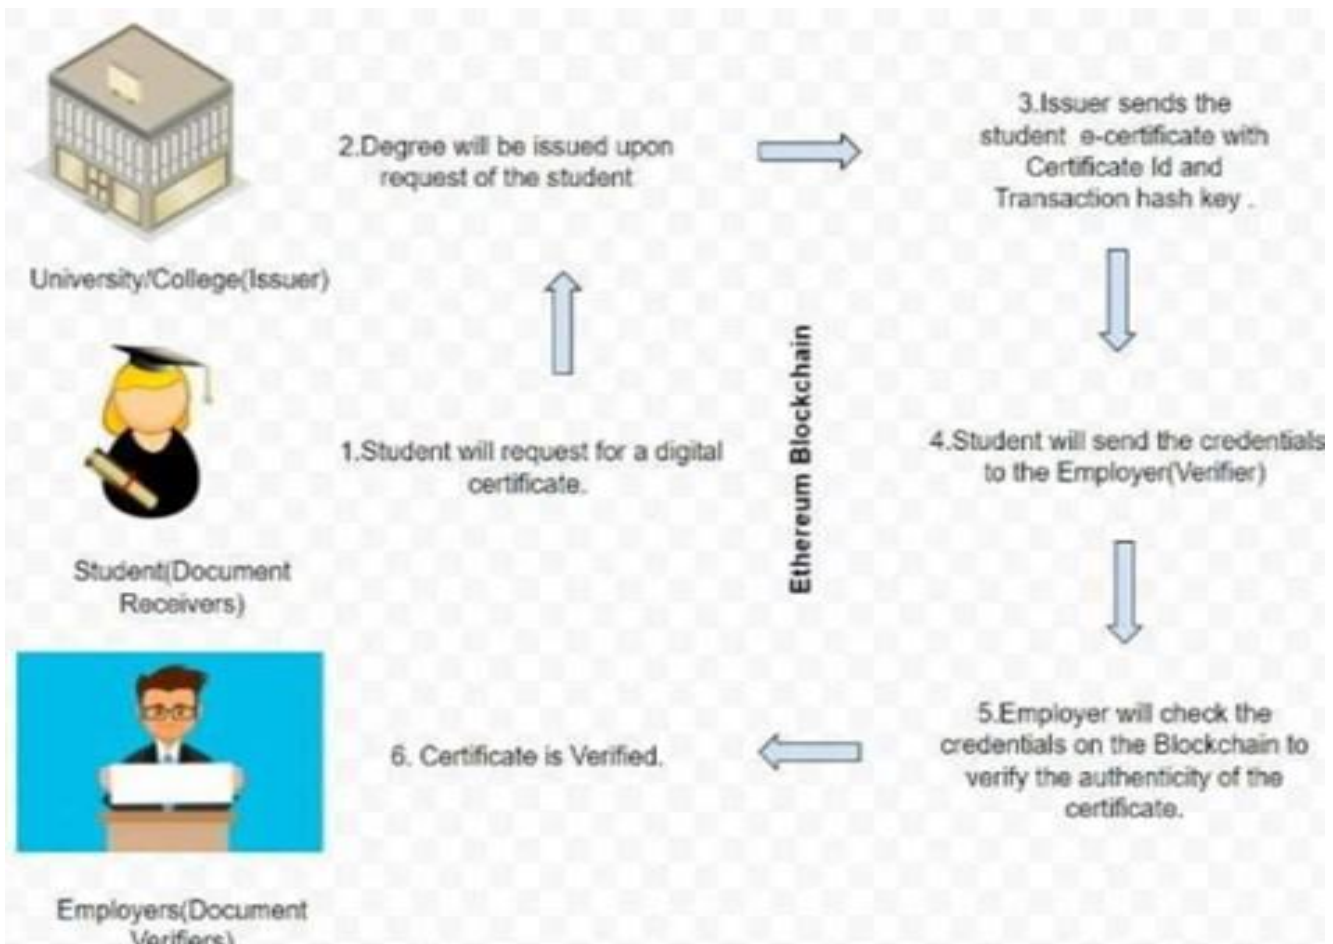 University/College(Issuer)
Student(Document
Receivers)
Employers(Document
Verifiers)
1.Student will request for a digital
certificate.
2.Degree will be issued upon
request of the student
3.Issuer sends the
student e-certificate with
Certificate Id and
Transaction hash key .
4.Student will send the credentials
to the Employer(Verifier)
5.Employer will check the
credentials on the Blockchain to
verify the authenticity of the
certificate.
6. Certificate is Verified.
Ethereum Blockchain